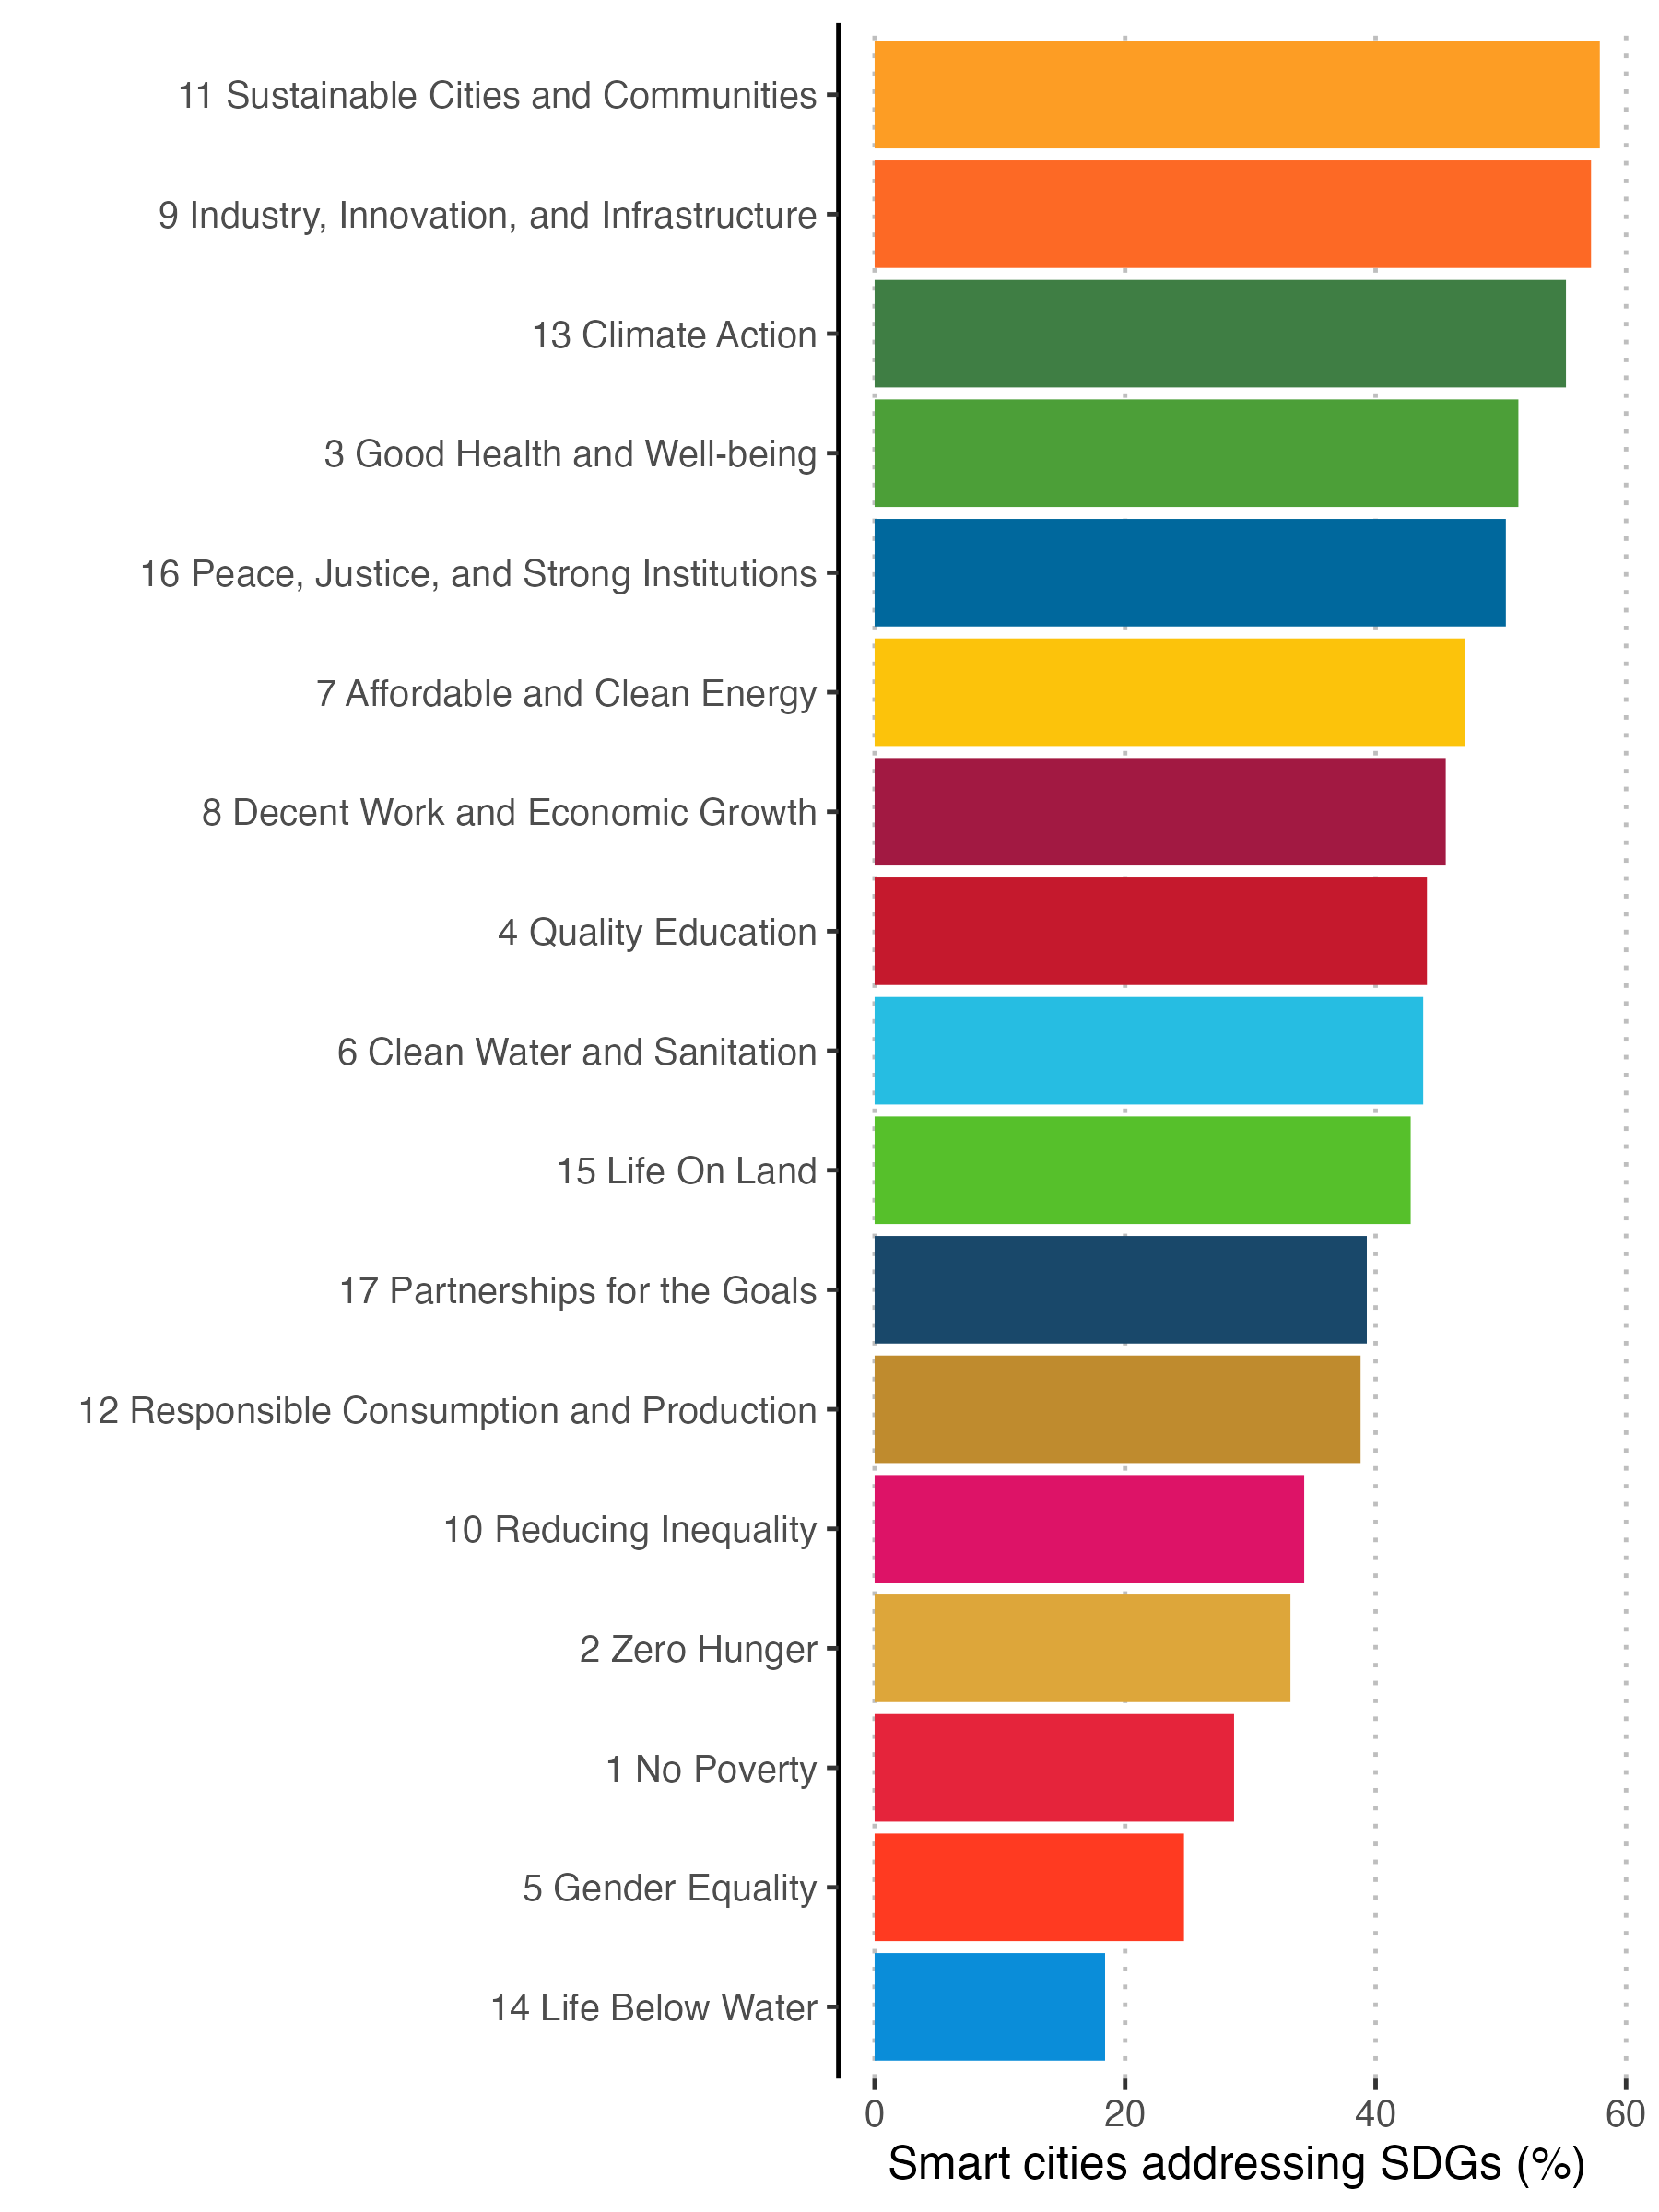 11 Sustainable Cities and Communities
9 Industry, Innovation, and Infrastructure
13 Climate Action
3 Good Health and Well-being
16 Peace, Justice, and Strong Institutions
7 Affordable and Clean Energy
8 Decent Work and Economic Growth
4 Quality Education
6 Clean Water and Sanitation
15 Life On Land
17 Partnerships for the Goals
12 Responsible Consumption and Production
10 Reducing Inequality
2 Zero Hunger
1 No Poverty
5 Gender Equality
14 Life Below Water
0 20 40 60
Smart cities addressing SDGs (%)